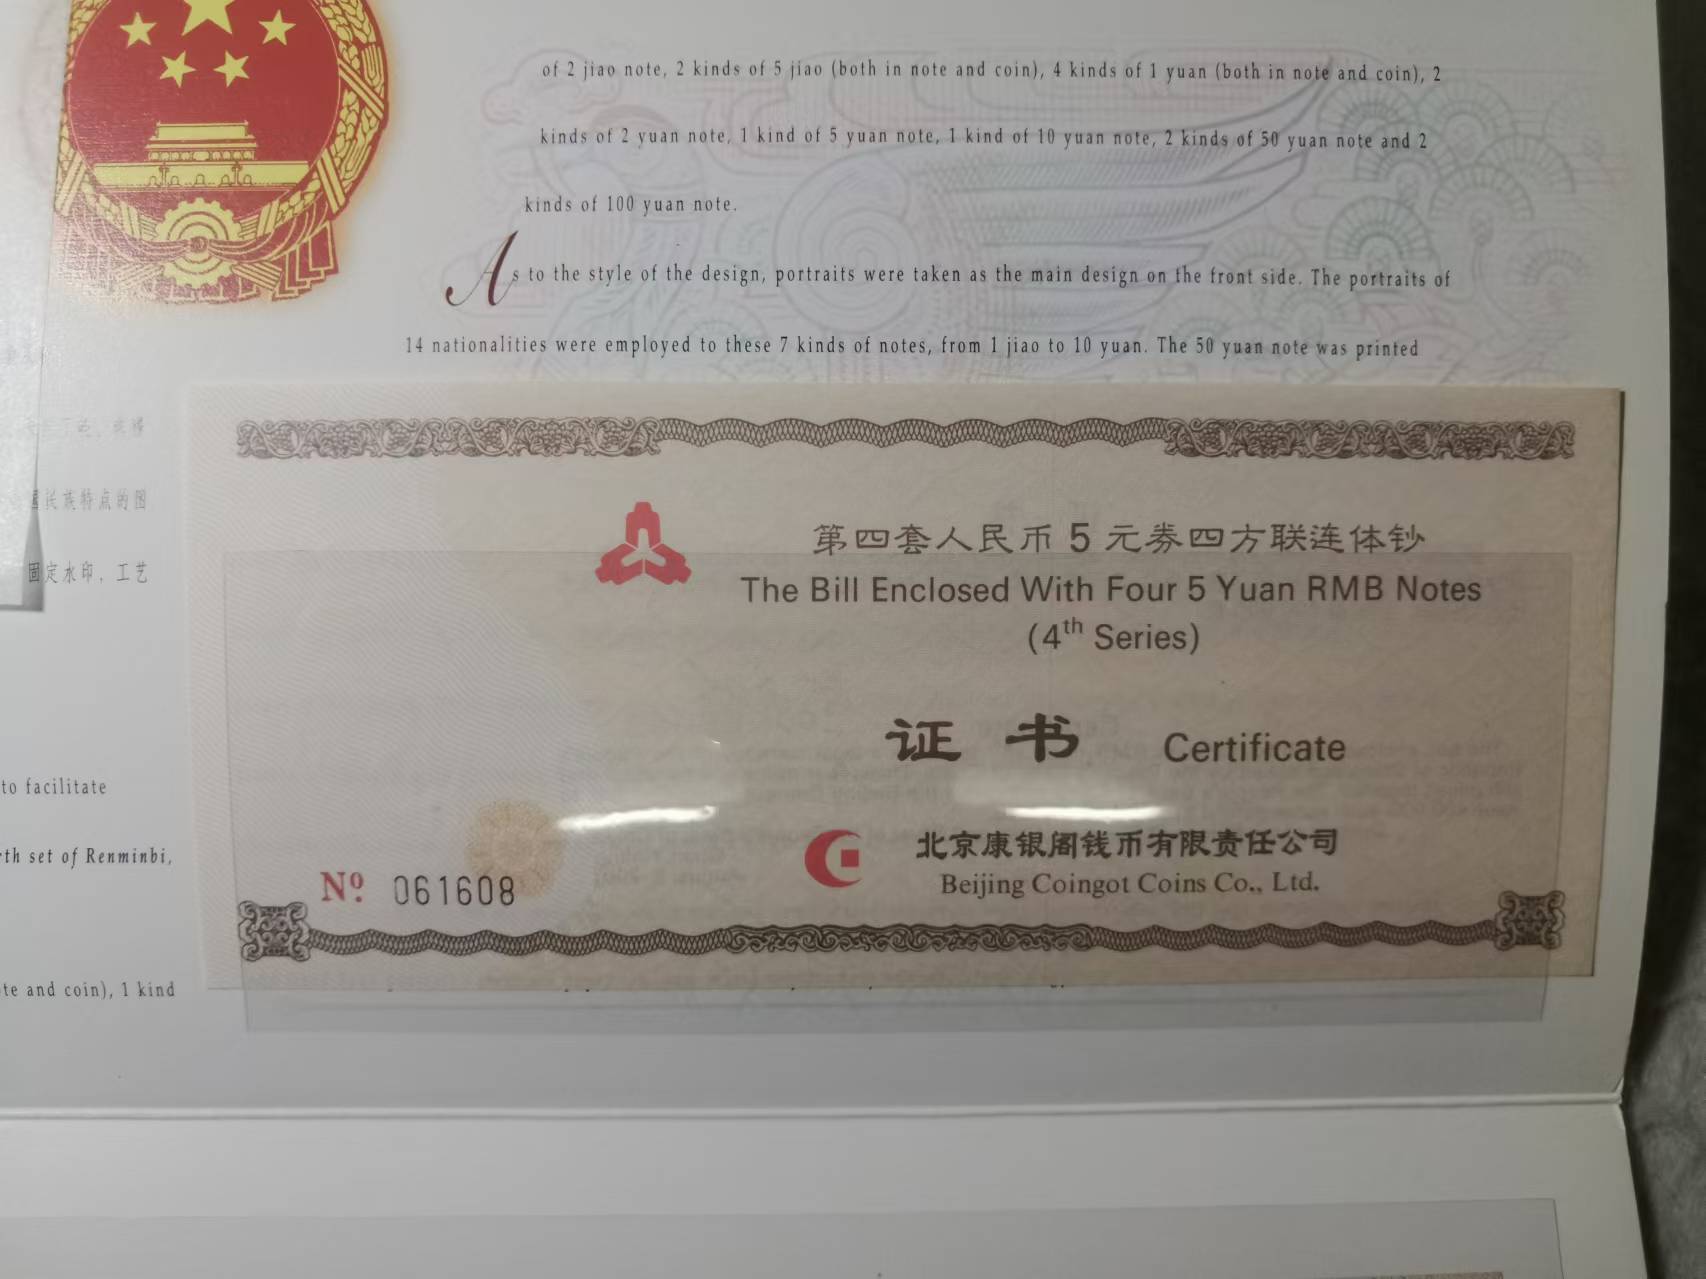 of 2 jiao note, 2 kinds of 5 jiao (both in note and coin), 4 kinds of 1 yuan (both in note and coin), 2
kinds of 2 yuan note, 1 kind of 5 yuan note, 1 kind of 10 yuan note, 2 kinds of 50 yuan note and 2
kinds of 100 yuan note.
As to the style of the design, portraits were taken as the main design on the front side. The portraits of
14 nationalities were employed to these 7 kinds of notes, from 1 jiao to 10 yuan. The 50 yuan note was printed
民族特点的图
固定水印，工艺
to facilitate
set of Renminbi,
and coin), 1 kind
第四套人民币5元券四方联连体钞
The Bill Enclosed With Four 5 Yuan RMB Notes
(4th Series)
证书 Certificate
北京康银阁钱币有限责任公司
Beijing Coingot Coins Co., Ltd.
Nº 061608